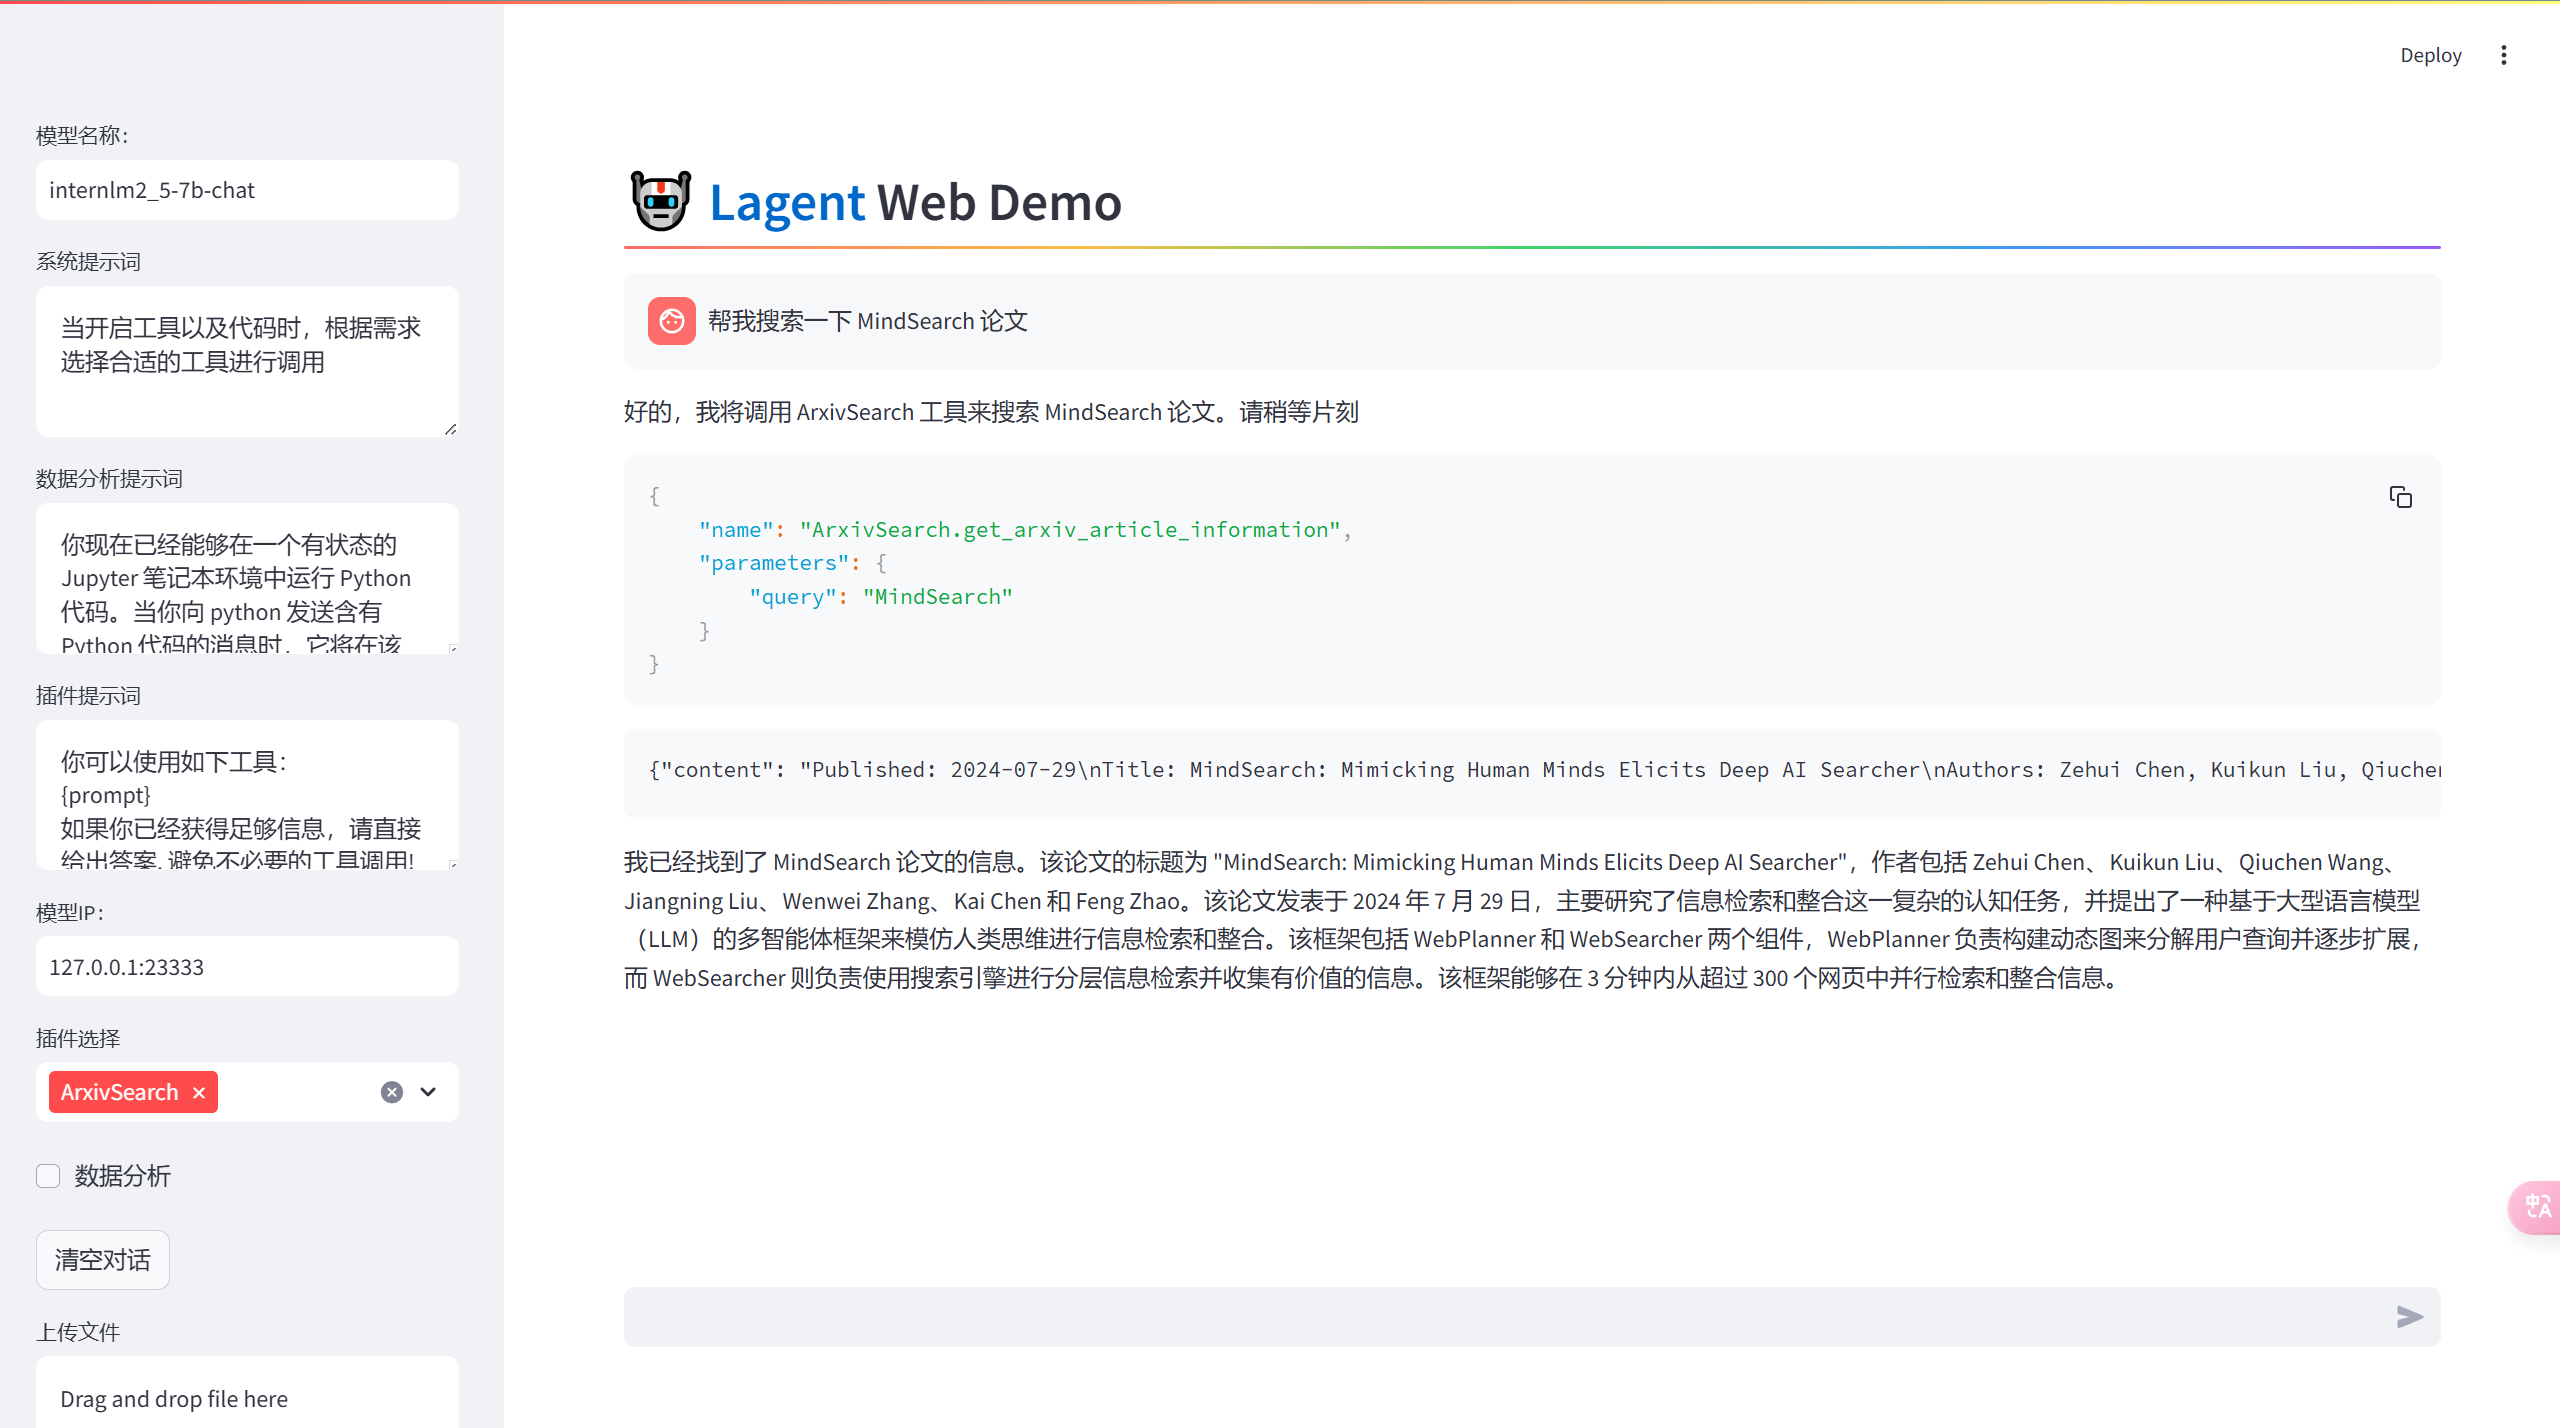 Deploy
模型名称：
internlm2_5-7b-chat
系统提示词
当开启工具以及代码时，根据需求
选择合适的工具进行调用
数据分析提示词
你现在已经能够在一个有状态的
Jupyter 笔记本环境中运行 Python
代码。当你向 python 发送含有
Python 代码的消息时，它将在该
插件提示词
你可以使用如下工具：
{prompt}
如果你已经获得足够信息，请直接
给出答案. 避免不必要的工具调用!
模型IP：
127.0.0.1:23333
插件选择
ArxivSearch
数据分析
清空对话
上传文件
Drag and drop file here
Lagent Web Demo
帮我搜索一下 MindSearch 论文
好的，我将调用 ArxivSearch 工具来搜索 MindSearch 论文。请稍等片刻
{
    "name": "ArxivSearch.get_arxiv_article_information",
    "parameters": {
        "query": "MindSearch"
    }
}
{"content": "Published: 2024-07-29\nTitle: MindSearch: Mimicking Human Minds Elicits Deep AI Searcher\nAuthors: Zehui Chen, Kuikun Liu, Qiuchen
我已经找到了 MindSearch 论文的信息。该论文的标题为 "MindSearch: Mimicking Human Minds Elicits Deep AI Searcher"，作者包括 Zehui Chen、Kuikun Liu、Qiuchen Wang、
Jiangning Liu、Wenwei Zhang、Kai Chen 和 Feng Zhao。该论文发表于 2024 年 7 月 29 日，主要研究了信息检索和整合这一复杂的认知任务，并提出了一种基于大型语言模型
（LLM）的多智能体框架来模仿人类思维进行信息检索和整合。该框架包括 WebPlanner 和 WebSearcher 两个组件，WebPlanner 负责构建动态图来分解用户查询并逐步扩展，
而 WebSearcher 则负责使用搜索引擎进行分层信息检索并收集有价值的信息。该框架能够在 3 分钟内从超过 300 个网页中并行检索和整合信息。
中A